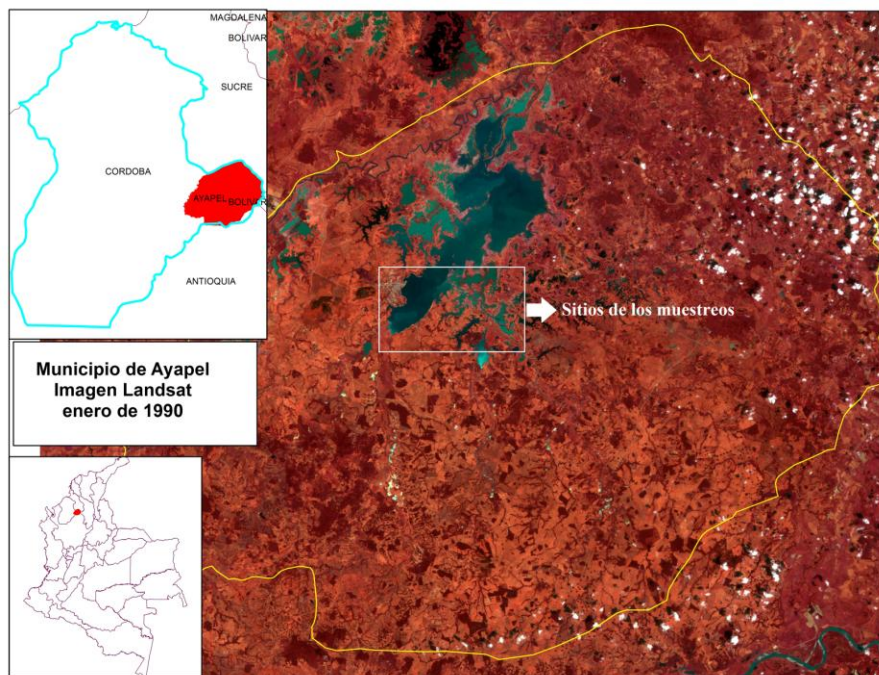 MAGDALENA
BOLIVAR
SUCRE
CORDOBA
AYAPEL
BOLIVAR
ANTIOQUIA
Sitios de los muestreos
Municipio de Ayapel
Imagen Landsat
enero de 1990